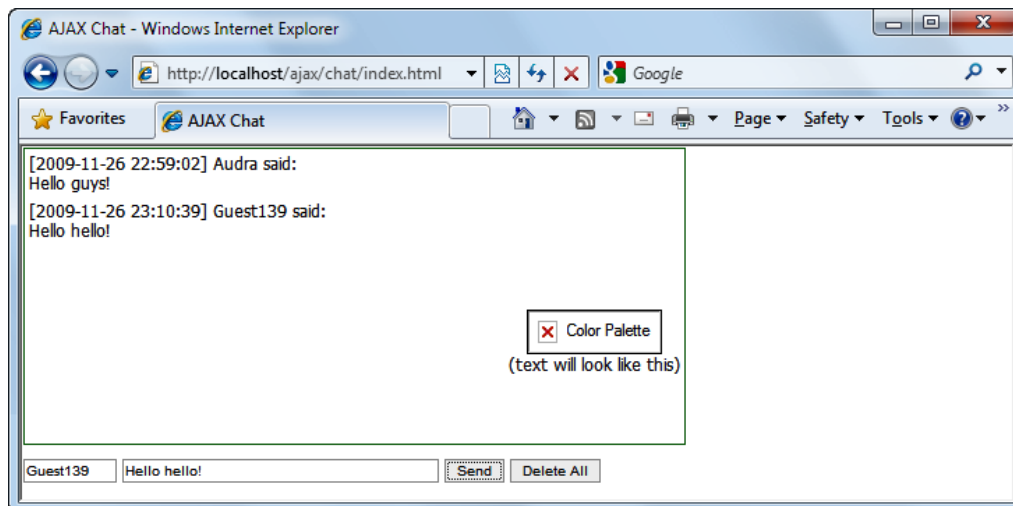 AJAX Chat - Windows Internet Explorer
http://localhost/ajax/chat/index.html
Google
Favorites
AJAX Chat
Page
Safety
Tools
[2009-11-26 22:59:02] Audra said:
Hello guys!
[2009-11-26 23:10:39] Guest139 said:
Hello hello!
Color Palette
(text will look like this)
Guest139 Hello hello! Send Delete All